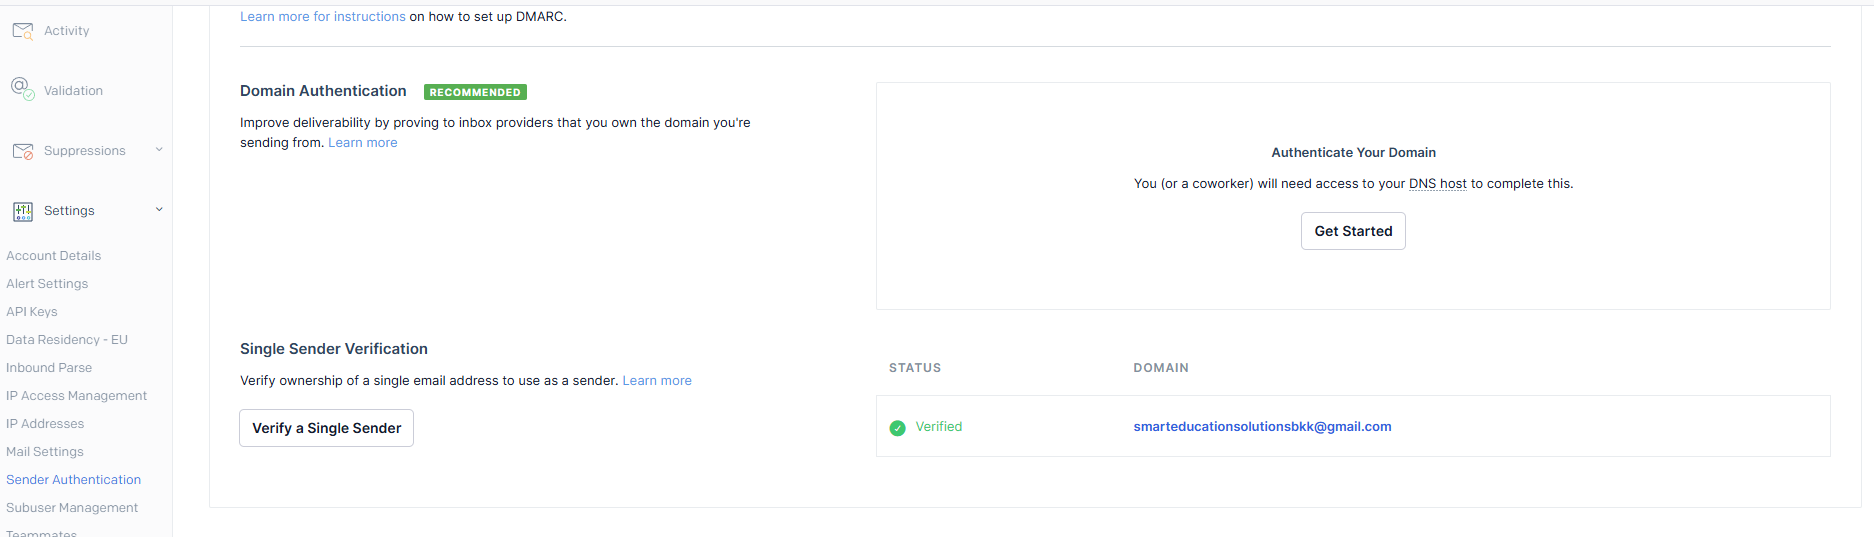 Learn more for instructions on how to set up DMARC.
Activity
Validation
Suppressions
Settings
Account Details
Alert Settings
API Keys
Data Residency - EU
Inbound Parse
IP Access Management
IP Addresses
Mail Settings
Sender Authentication
Subuser Management
Teammates
Domain Authentication RECOMMENDED
Improve deliverability by proving to inbox providers that you own the domain you're
sending from. Learn more
Authenticate Your Domain
You (or a coworker) will need access to your DNS host to complete this.
Get Started
Single Sender Verification
Verify ownership of a single email address to use as a sender. Learn more
Verify a Single Sender
STATUS DOMAIN
Verified smarteducationsolutionsbkk@gmail.com